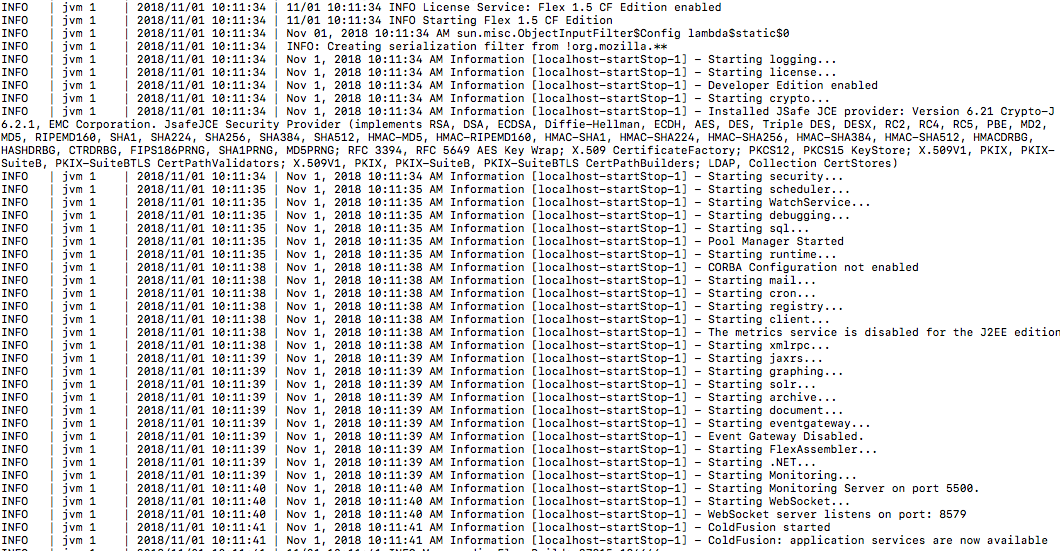 INFO | jvm 1 | 2018/11/01 10:11:34 | 11/01 10:11:34 INFO License Service: Flex 1.5 CF Edition enabled
INFO | jvm 1 | 2018/11/01 10:11:34 | 11/01 10:11:34 INFO Starting Flex 1.5 CF Edition
INFO | jvm 1 | 2018/11/01 10:11:34 | Nov 01, 2018 10:11:34 AM sun.misc.ObjectInputFilter$Config lambda$static$0
INFO | jvm 1 | 2018/11/01 10:11:34 | INFO: Creating serialization filter from !org.mozilla.**
INFO | jvm 1 | 2018/11/01 10:11:34 | Nov 1, 2018 10:11:34 AM Information [localhost-startStop-1] - Starting logging...
INFO | jvm 1 | 2018/11/01 10:11:34 | Nov 1, 2018 10:11:34 AM Information [localhost-startStop-1] - Starting license...
INFO | jvm 1 | 2018/11/01 10:11:34 | Nov 1, 2018 10:11:34 AM Information [localhost-startStop-1] - Developer Edition enabled
INFO | jvm 1 | 2018/11/01 10:11:34 | Nov 1, 2018 10:11:34 AM Information [localhost-startStop-1] - Starting crypto...
INFO | jvm 1 | 2018/11/01 10:11:34 | Nov 1, 2018 10:11:34 AM Information [localhost-startStop-1] - Installed JSafe JCE provider: Version 6.21 Crypto-J
6.2.1, EMC Corporation. JsafeJCE Security Provider (implements RSA, DSA, ECDSA, Diffie-Hellman, ECDH, AES, DES, Triple DES, DESX, RC2, RC4, RC5, PBE, MD2,
MD5, RIPEMD160, SHA1, SHA224, SHA256, SHA384, SHA512, HMAC-MD5, HMAC-RIPEMD160, HMAC-SHA1, HMAC-SHA224, HMAC-SHA256, HMAC-SHA384, HMAC-SHA512, HMACDRBG,
HASHDRBG, CTRDRBG, FIPS186PRNG, SHA1PRNG, MD5PRNG; RFC 3394, RFC 5649 AES Key Wrap; X.509 CertificateFactory; PKCS12, PKCS15 KeyStore; X.509V1, PKIX, PKIX-
SuiteB, PKIX-SuiteBTLS CertPathValidators; X.509V1, PKIX, PKIX-SuiteB, PKIX-SuiteBTLS CertPathBuilders; LDAP, Collection CertStores)
INFO | jvm 1 | 2018/11/01 10:11:34 | Nov 1, 2018 10:11:34 AM Information [localhost-startStop-1] - Starting security...
INFO | jvm 1 | 2018/11/01 10:11:35 | Nov 1, 2018 10:11:35 AM Information [localhost-startStop-1] - Starting scheduler...
INFO | jvm 1 | 2018/11/01 10:11:35 | Nov 1, 2018 10:11:35 AM Information [localhost-startStop-1] - Starting WatchService...
INFO | jvm 1 | 2018/11/01 10:11:35 | Nov 1, 2018 10:11:35 AM Information [localhost-startStop-1] - Starting debugging...
INFO | jvm 1 | 2018/11/01 10:11:35 | Nov 1, 2018 10:11:35 AM Information [localhost-startStop-1] - Starting sql...
INFO | jvm 1 | 2018/11/01 10:11:35 | Nov 1, 2018 10:11:35 AM Information [localhost-startStop-1] - Pool Manager Started
INFO | jvm 1 | 2018/11/01 10:11:35 | Nov 1, 2018 10:11:35 AM Information [localhost-startStop-1] - Starting runtime...
INFO | jvm 1 | 2018/11/01 10:11:38 | Nov 1, 2018 10:11:38 AM Information [localhost-startStop-1] - CORBA Configuration not enabled
INFO | jvm 1 | 2018/11/01 10:11:38 | Nov 1, 2018 10:11:38 AM Information [localhost-startStop-1] - Starting mail...
INFO | jvm 1 | 2018/11/01 10:11:38 | Nov 1, 2018 10:11:38 AM Information [localhost-startStop-1] - Starting cron...
INFO | jvm 1 | 2018/11/01 10:11:38 | Nov 1, 2018 10:11:38 AM Information [localhost-startStop-1] - Starting registry...
INFO | jvm 1 | 2018/11/01 10:11:38 | Nov 1, 2018 10:11:38 AM Information [localhost-startStop-1] - Starting client...
INFO | jvm 1 | 2018/11/01 10:11:38 | Nov 1, 2018 10:11:38 AM Information [localhost-startStop-1] - The metrics service is disabled for the J2EE edition
INFO | jvm 1 | 2018/11/01 10:11:38 | Nov 1, 2018 10:11:38 AM Information [localhost-startStop-1] - Starting xmlrpc...
INFO | jvm 1 | 2018/11/01 10:11:39 | Nov 1, 2018 10:11:39 AM Information [localhost-startStop-1] - Starting jaxrs...
INFO | jvm 1 | 2018/11/01 10:11:39 | Nov 1, 2018 10:11:39 AM Information [localhost-startStop-1] - Starting graphing...
INFO | jvm 1 | 2018/11/01 10:11:39 | Nov 1, 2018 10:11:39 AM Information [localhost-startStop-1] - Starting solr...
INFO | jvm 1 | 2018/11/01 10:11:39 | Nov 1, 2018 10:11:39 AM Information [localhost-startStop-1] - Starting archive...
INFO | jvm 1 | 2018/11/01 10:11:39 | Nov 1, 2018 10:11:39 AM Information [localhost-startStop-1] - Starting document...
INFO | jvm 1 | 2018/11/01 10:11:39 | Nov 1, 2018 10:11:39 AM Information [localhost-startStop-1] - Starting eventgateway...
INFO | jvm 1 | 2018/11/01 10:11:39 | Nov 1, 2018 10:11:39 AM Information [localhost-startStop-1] - Event Gateway Disabled.
INFO | jvm 1 | 2018/11/01 10:11:39 | Nov 1, 2018 10:11:39 AM Information [localhost-startStop-1] - Starting FlexAssembler...
INFO | jvm 1 | 2018/11/01 10:11:39 | Nov 1, 2018 10:11:39 AM Information [localhost-startStop-1] - Starting .NET...
INFO | jvm 1 | 2018/11/01 10:11:39 | Nov 1, 2018 10:11:39 AM Information [localhost-startStop-1] - Starting Monitoring...
INFO | jvm 1 | 2018/11/01 10:11:40 | Nov 1, 2018 10:11:40 AM Information [localhost-startStop-1] - Starting Monitoring Server on port 5500.
INFO | jvm 1 | 2018/11/01 10:11:40 | Nov 1, 2018 10:11:40 AM Information [localhost-startStop-1] - Starting WebSocket...
INFO | jvm 1 | 2018/11/01 10:11:40 | Nov 1, 2018 10:11:40 AM Information [localhost-startStop-1] - WebSocket server listens on port: 8579
INFO | jvm 1 | 2018/11/01 10:11:41 | Nov 1, 2018 10:11:41 AM Information [localhost-startStop-1] - ColdFusion started
INFO | jvm 1 | 2018/11/01 10:11:41 | Nov 1, 2018 10:11:41 AM Information [localhost-startStop-1] - ColdFusion: application services are now available